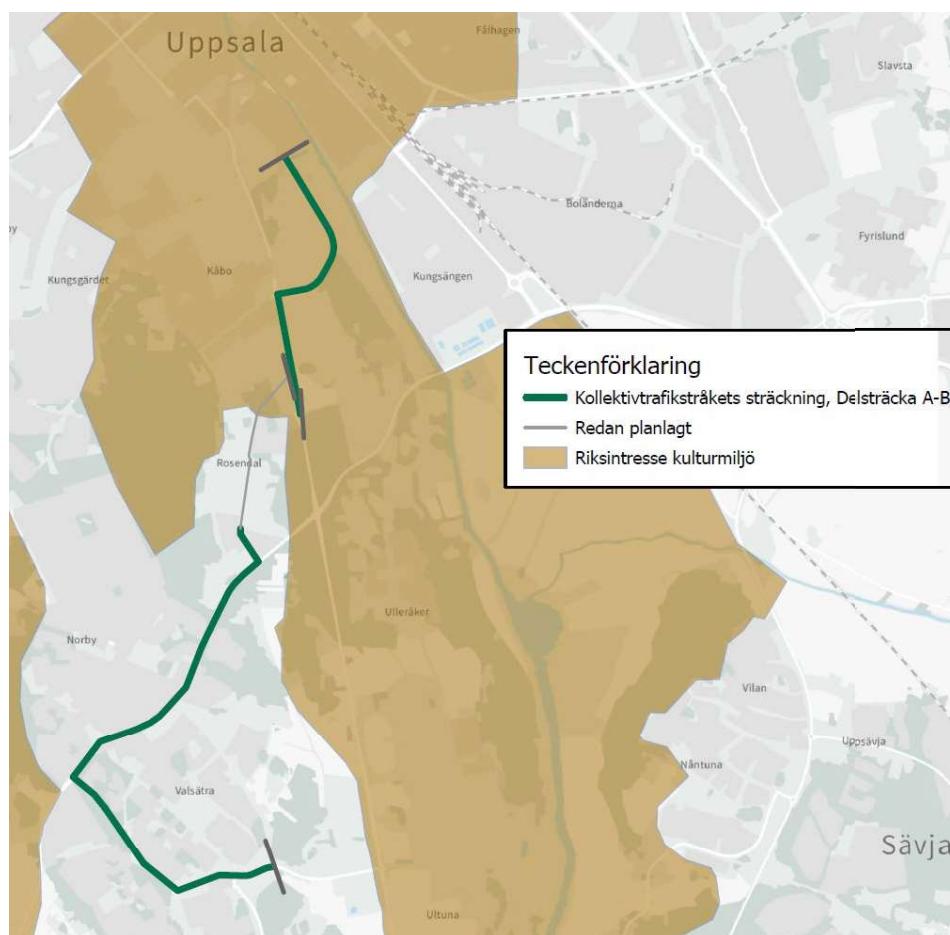 Uppsala
Fålhagen
Slavsta
Boländerna
Fyrislund
Kåbo
Kungsgärdet
Kungsängen
Teckenförklaring
Kollektivtrafikstråkets sträckning, Delsträcka A-B
Redan planlagt
Riksintresse kulturmiljö
Rosendal
Ulleråker
Norby
Vilan
Uppsävja
Nåntuna
Valsätra
Sävja
Ultuna